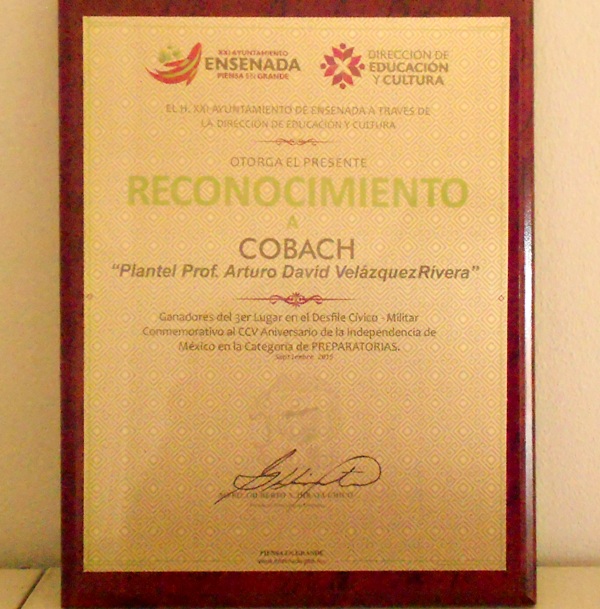 XXI AYUNTAMIENTO
ENSENADA
PIENSA EN GRANDE
DIRECCIÓN DE
EDUCACIÓN
Y CULTURA
EL H. XXI AYUNTAMIENTO DE ENSENADA A TRAVES DE
LA DIRECCIÓN DE EDUCACIÓN Y CULTURA
OTORGA EL PRESENTE
RECONOCIMIENTO
A
COBACH
"Plantel Prof. Arturo David Velázquez Rivera"
Ganadores del 3er Lugar en el Desfile Cívico - Militar
Conmemorativo al CCV Aniversario de la Independencia de
México en la Categoría de PREPARATORIAS.
Septiembre 2015
PIENSA EN GRANDE